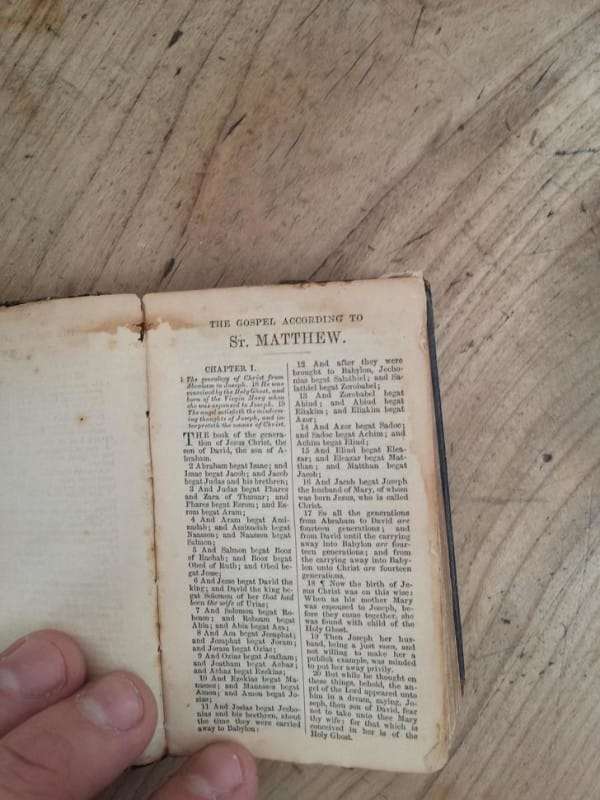 THE GOSPEL ACCORDING TO
ST. MATTHEW.
CHAPTER I.
1 The genealogy of Christ from
Abraham to Joseph. 18 He was
conceived by the Holy Ghost, and
born of the Virgin Mary when
she was espoused to Joseph. 19
The angel satisfieth the misdeem-
ing thoughts of Joseph, and in-
terpreteth the names of Christ.
THE book of the genera-
tion of Jesus Christ, the
son of David, the son of A-
braham.
2 Abraham begat Isaac; and
Isaac begat Jacob; and Jacob
begat Judas and his brethren;
3 And Judas begat Phares
and Zara of Thamar; and
Phares begat Esrom; and Es-
rom begat Aram;
4 And Aram begat Ami-
nadab; and Aminadab begat
Naasson; and Naasson begat
Salmon;
5 And Salmon begat Booz
of Rachab; and Booz begat
Obed of Ruth; and Obed be-
gat Jesse;
6 And Jesse begat David the
king; and David the king be-
gat Solomon of her that had
been the wife of Urias;
7 And Solomon begat Ro-
boam; and Roboam begat
Abia; and Abia begat Asa;
8 And Asa begat Josaphat;
and Josaphat begat Joram;
and Joram begat Ozias;
9 And Ozias begat Joatham;
and Joatham begat Achaz;
and Achaz begat Ezekias;
10 And Ezekias begat Ma-
nasses; and Manasses begat
Amon; and Amon begat Jo-
sias;
11 And Josias begat Jecho-
nias and his brethren, about
the time they were carried
away to Babylon:
12 And after they were
brought to Babylon, Jecho-
nias begat Salathiel; and Sa-
lathiel begat Zorobabel;
13 And Zorobabel begat
Abiud; and Abiud begat
Eliakim; and Eliakim begat
Azor;
14 And Azor begat Sadoc;
and Sadoc begat Achim; and
Achim begat Eliud;
15 And Eliud begat Elea-
zar; and Eleazar begat Mat-
than; and Matthan begat
Jacob;
16 And Jacob begat Joseph
the husband of Mary, of whom
was born Jesus, who is called
Christ.
17 So all the generations
from Abraham to David are
fourteen generations; and
from David until the carrying
away into Babylon are four-
teen generations; and from
the carrying away into Baby-
lon unto Christ are fourteen
generations.
18 ¶ Now the birth of Je-
sus Christ was on this wise:
When as his mother Mary
was espoused to Joseph, be-
fore they came together, she
was found with child of the
Holy Ghost.
19 Then Joseph her hus-
band, being a just man, and
not willing to make her a
publick example, was minded
to put her away privily.
20 But while he thought on
these things, behold, the an-
gel of the Lord appeared unto
him in a dream, saying, Jo-
seph, thou son of David, fear
not to take unto thee Mary
thy wife: for that which is
conceived in her is of the
Holy Ghost.